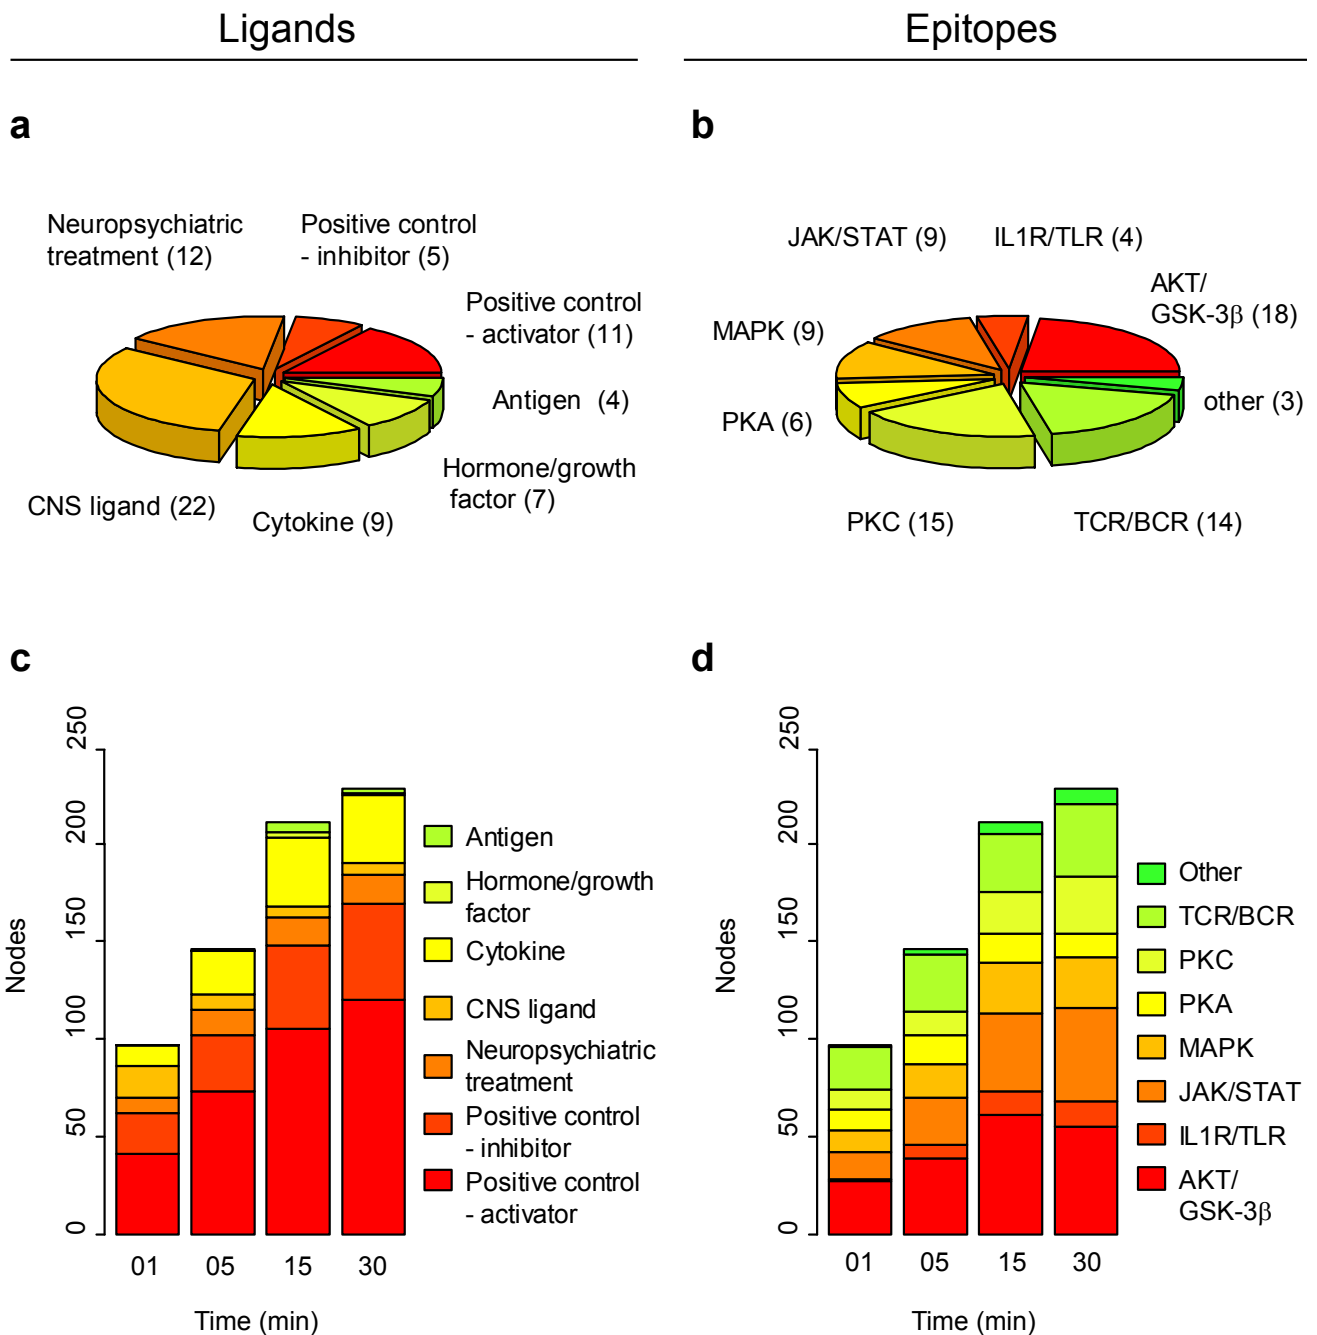 Ligands
Epitopes
a
b
Neuropsychiatric
treatment (12)
Positive control
- inhibitor (5)
Positive control
- activator (11)
Antigen (4)
Hormone/growth
factor (7)
Cytokine (9)
CNS ligand (22)
JAK/STAT (9)
IL1R/TLR (4)
AKT/
GSK-3β (18)
MAPK (9)
other (3)
PKA (6)
PKC (15)
TCR/BCR (14)
c
250
200
150
100
50
0
Nodes
01
05
15
30
Time (min)
Antigen
Hormone/growth
factor
Cytokine
CNS ligand
Neuropsychiatric
treatment
Positive control
- inhibitor
Positive control
- activator
d
250
200
150
100
50
0
Nodes
01
05
15
30
Time (min)
Other
TCR/BCR
PKC
PKA
MAPK
JAK/STAT
IL1R/TLR
AKT/
GSK-3β